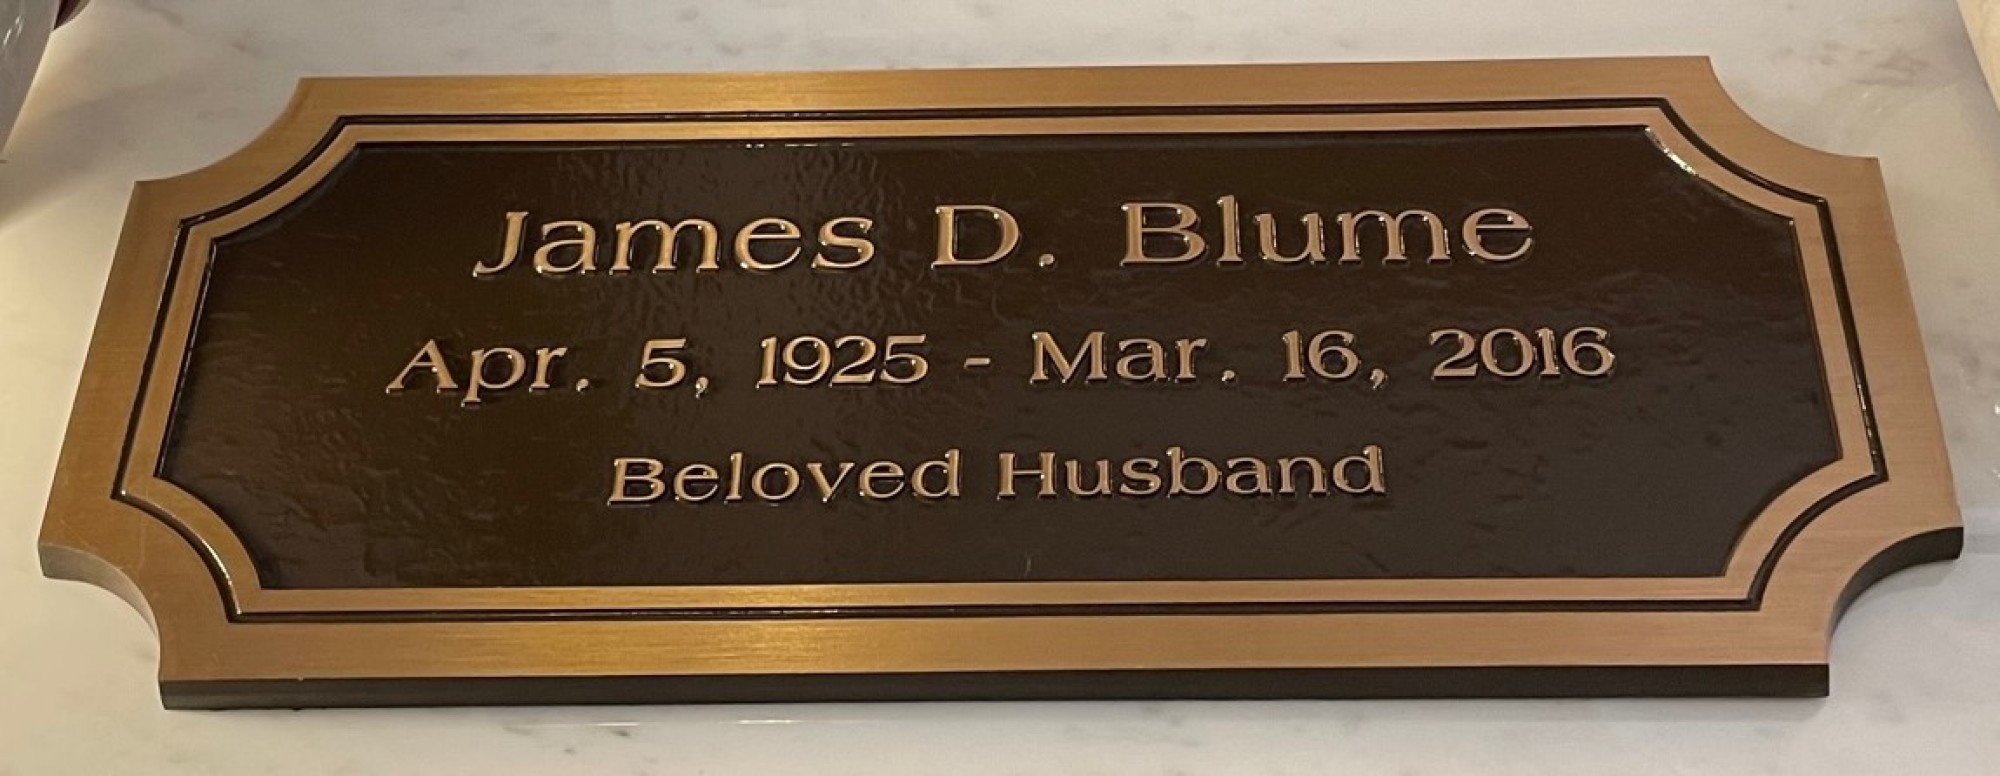 James D. Blume
Apr. 5, 1925 - Mar. 16, 2016
Beloved Husband